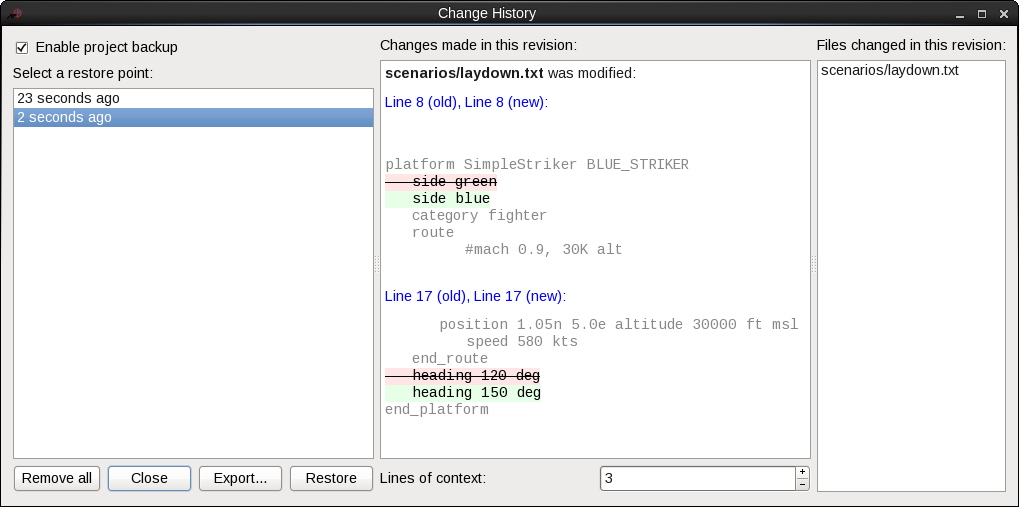 Change History
Enable project backup
Select a restore point:
23 seconds ago
2 seconds ago
Remove all
Close
Export...
Restore
Changes made in this revision:
scenarios/laydown.txt was modified:
Line 8 (old), Line 8 (new):
platform SimpleStriker BLUE_STRIKER
side green
side blue
category fighter
route
#mach 0.9, 30K alt
Line 17 (old), Line 17 (new):
position 1.05n 5.0e altitude 30000 ft msl
speed 580 kts
end_route
heading 120 deg
heading 150 deg
end_platform
Lines of context:
3
Files changed in this revision:
scenarios/laydown.txt